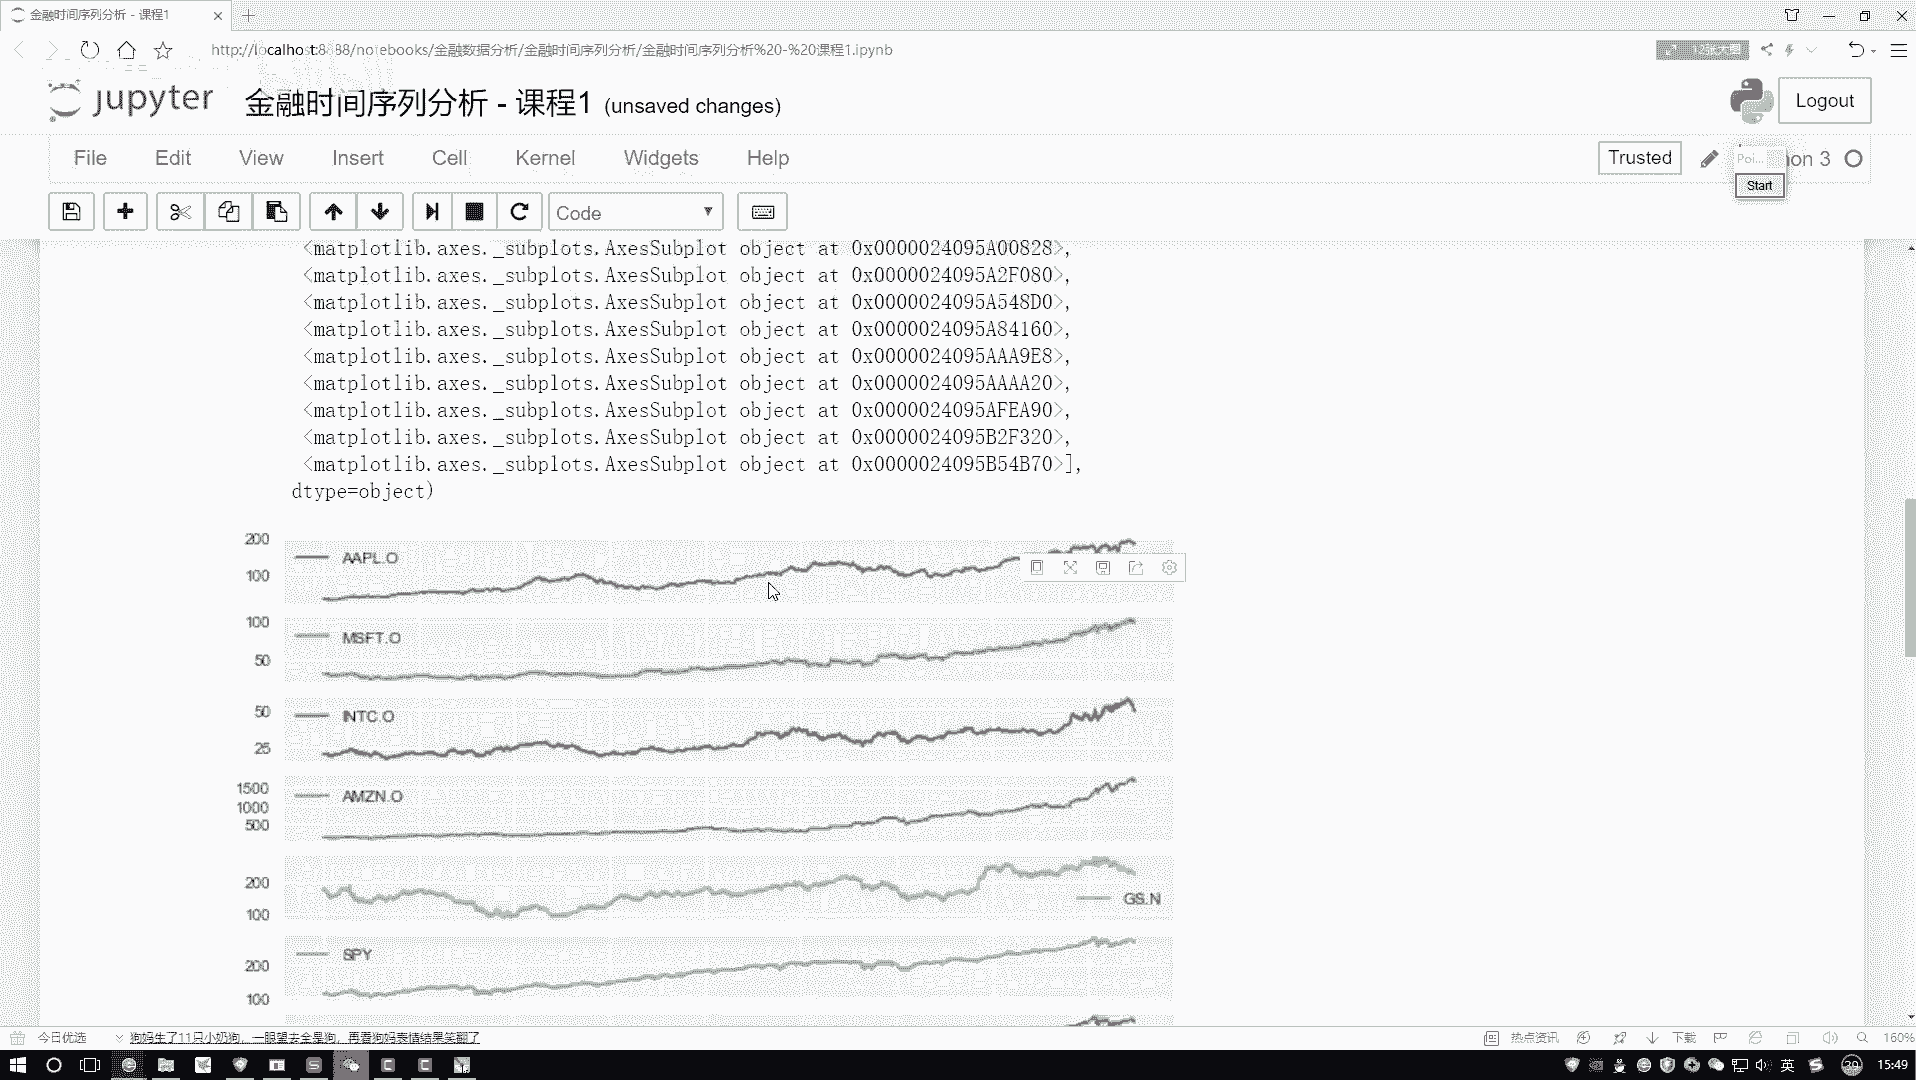 金融时间序列分析 - 课程1
http://localhost:8888/notebooks/金融数据分析/金融时间序列分析/金融时间序列分析%20-%20课程1.ipynb
jupyter 金融时间序列分析 - 课程1 (unsaved changes)
Logout
File Edit View Insert Cell Kernel Widgets Help
Trusted
Poi... on 3
Start
Code
<matplotlib.axes._subplots.AxesSubplot object at 0x0000024095A00828>,
<matplotlib.axes._subplots.AxesSubplot object at 0x0000024095A2F080>,
<matplotlib.axes._subplots.AxesSubplot object at 0x0000024095A548D0>,
<matplotlib.axes._subplots.AxesSubplot object at 0x0000024095A84160>,
<matplotlib.axes._subplots.AxesSubplot object at 0x0000024095AAA9E8>,
<matplotlib.axes._subplots.AxesSubplot object at 0x0000024095AAAA20>,
<matplotlib.axes._subplots.AxesSubplot object at 0x0000024095AFEA90>,
<matplotlib.axes._subplots.AxesSubplot object at 0x0000024095B2F320>,
<matplotlib.axes._subplots.AxesSubplot object at 0x0000024095B54B70>],
dtype=object)
200
AAPL.O
100
100
MSFT.O
50
50
INTC.O
25
1500
AMZN.O
1000
500
200
GS.N
100
SPY
200
100
今日优选
狗妈生了11只小奶狗，一眼望去全是狗，再看狗妈表情结果笑翻了
热点资讯
下载
160%
英
15:49